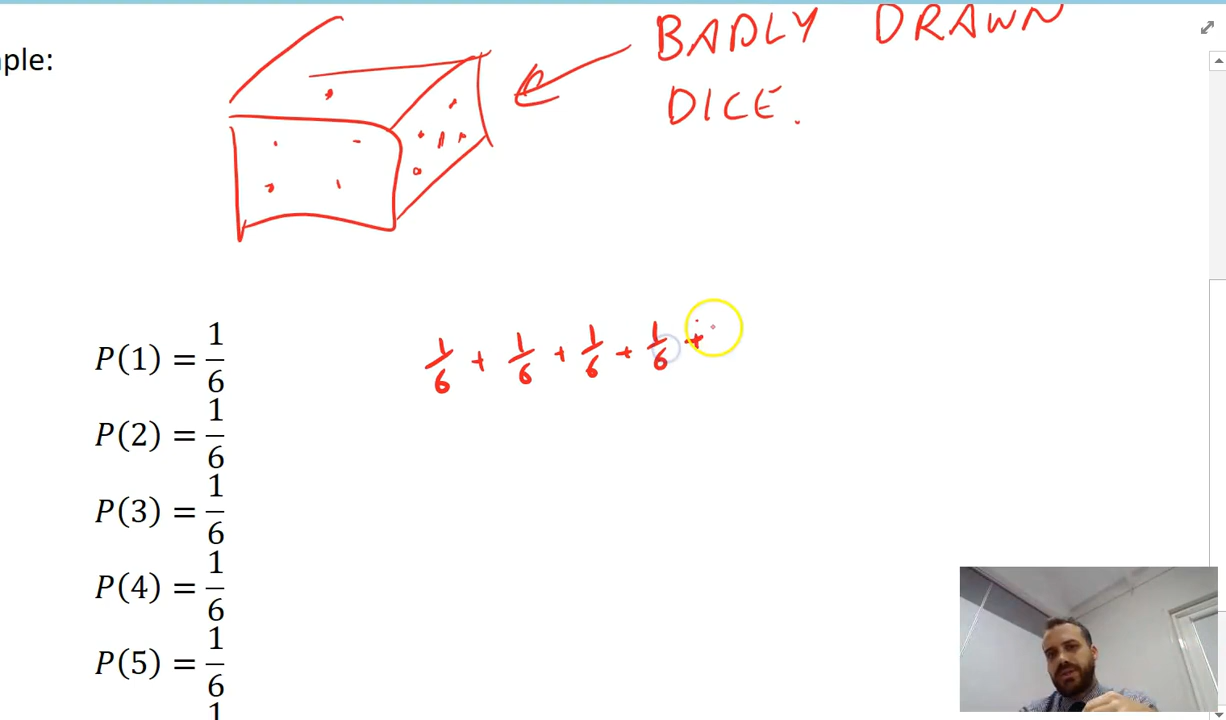 ple:
BADLY DRAWN
DICE.
P(1) = 1/6
1/6 + 1/6 + 1/6 + 1/6 +
P(2) = 1/6
P(3) = 1/6
P(4) = 1/6
P(5) = 1/6
1